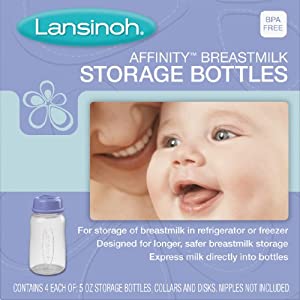 Lansinoh.
BPA
FREE
AFFINITY™ BREASTMILK
STORAGE BOTTLES
For storage of breastmilk in refrigerator or freezer
Designed for longer, safer breastmilk storage
Express milk directly into bottles
CONTAINS 4 EACH OF: 5 OZ STORAGE BOTTLES, COLLARS AND DISKS. NIPPLES NOT INCLUDED.